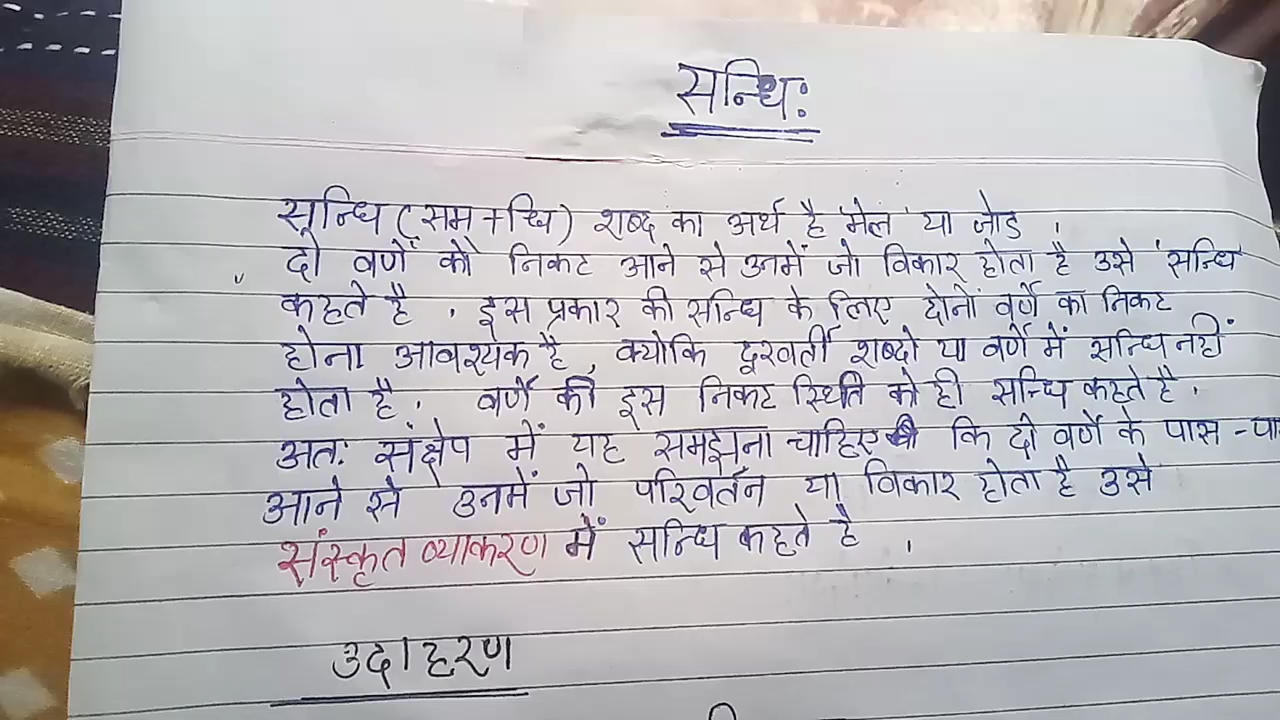 सन्धिः
सन्धि (सम + धि) शब्द का अर्थ है 'मेल' या जोड
दो वर्णे को निकट आने से उनमें जो विकार होता है उसे 'सन्धि'
कहते है । इस प्रकार की सन्धि के लिए दोनों वर्णे का निकट
होना आवश्यक है, क्योकि दूरवर्ती शब्दो या वर्णे में सन्धि नहीं
होता है । वर्णे की इस निकट स्थिति को ही सन्धि कहते है ।
अतः संक्षेप में यह समझना चाहिए कि दो वर्णे के पास -पा
आने से उनमें जो परिवर्तन या विकार होता है उसे
संस्कृत व्याकरण में सन्धि कहते है ।
उदाहरण